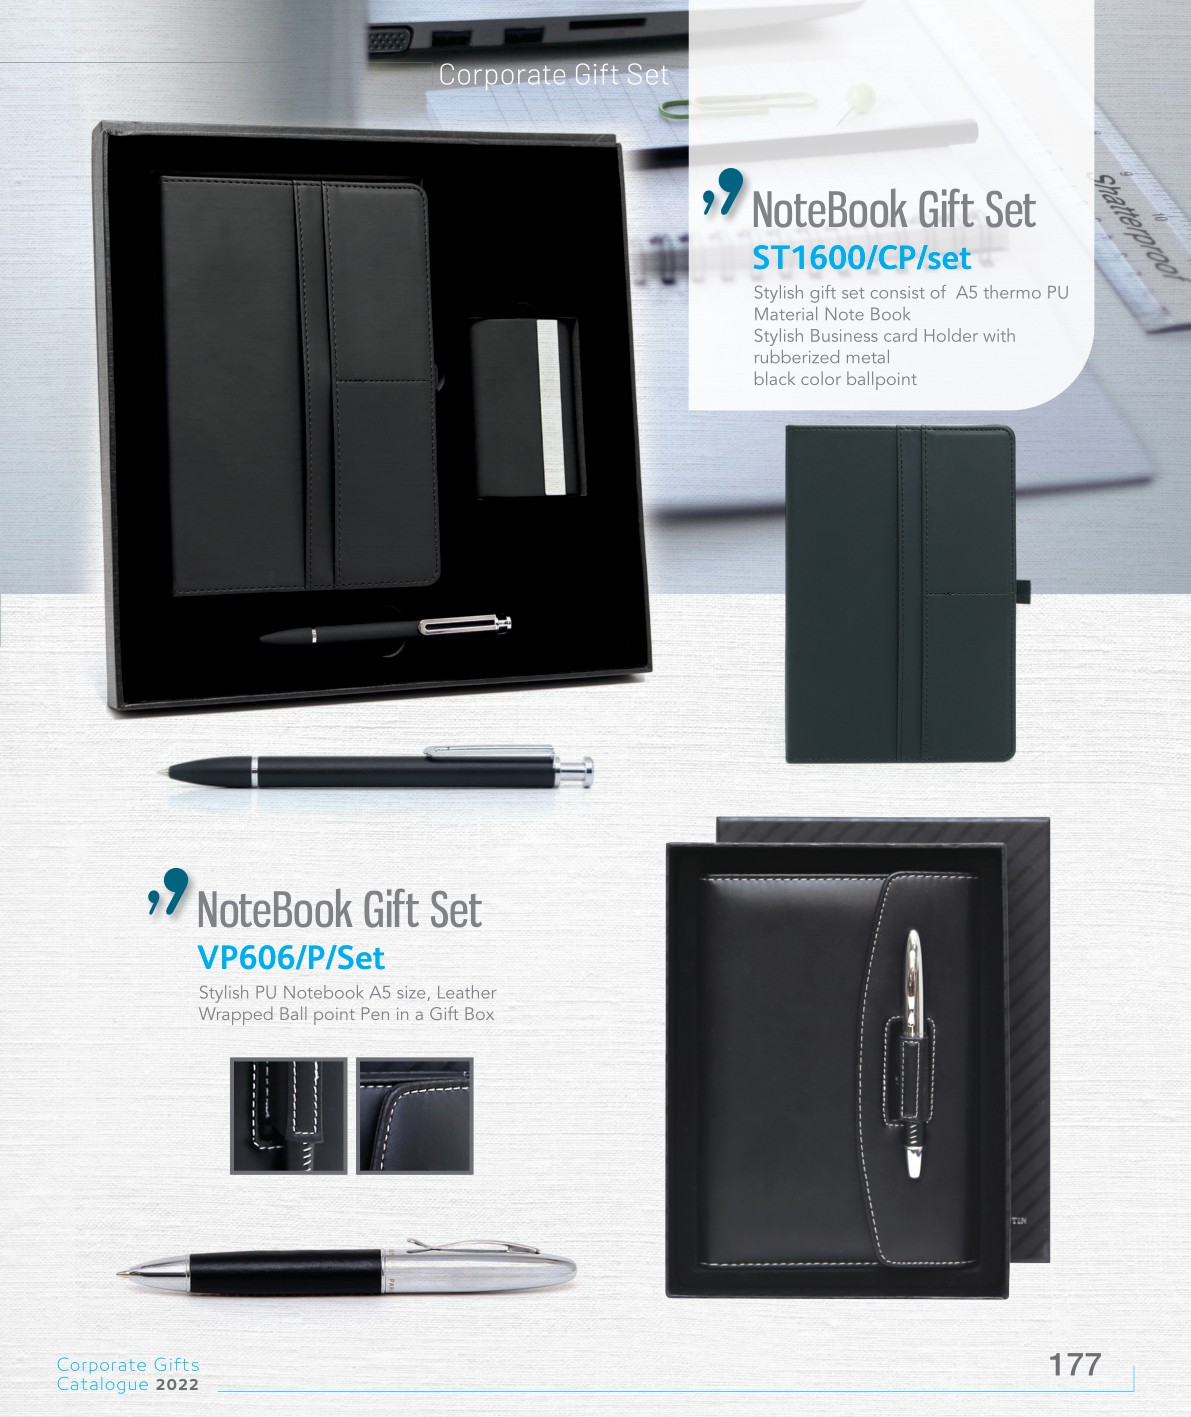 Corporate Gift Set
NoteBook Gift Set
ST1600/CP/set
Stylish gift set consist of A5 thermo PU
Material Note Book
Stylish Business card Holder with
rubberized metal
black color ballpoint
shatterproof
9
10
NoteBook Gift Set
VP606/P/Set
Stylish PU Notebook A5 size, Leather
Wrapped Ball point Pen in a Gift Box
Corporate Gifts
Catalogue 2022
177